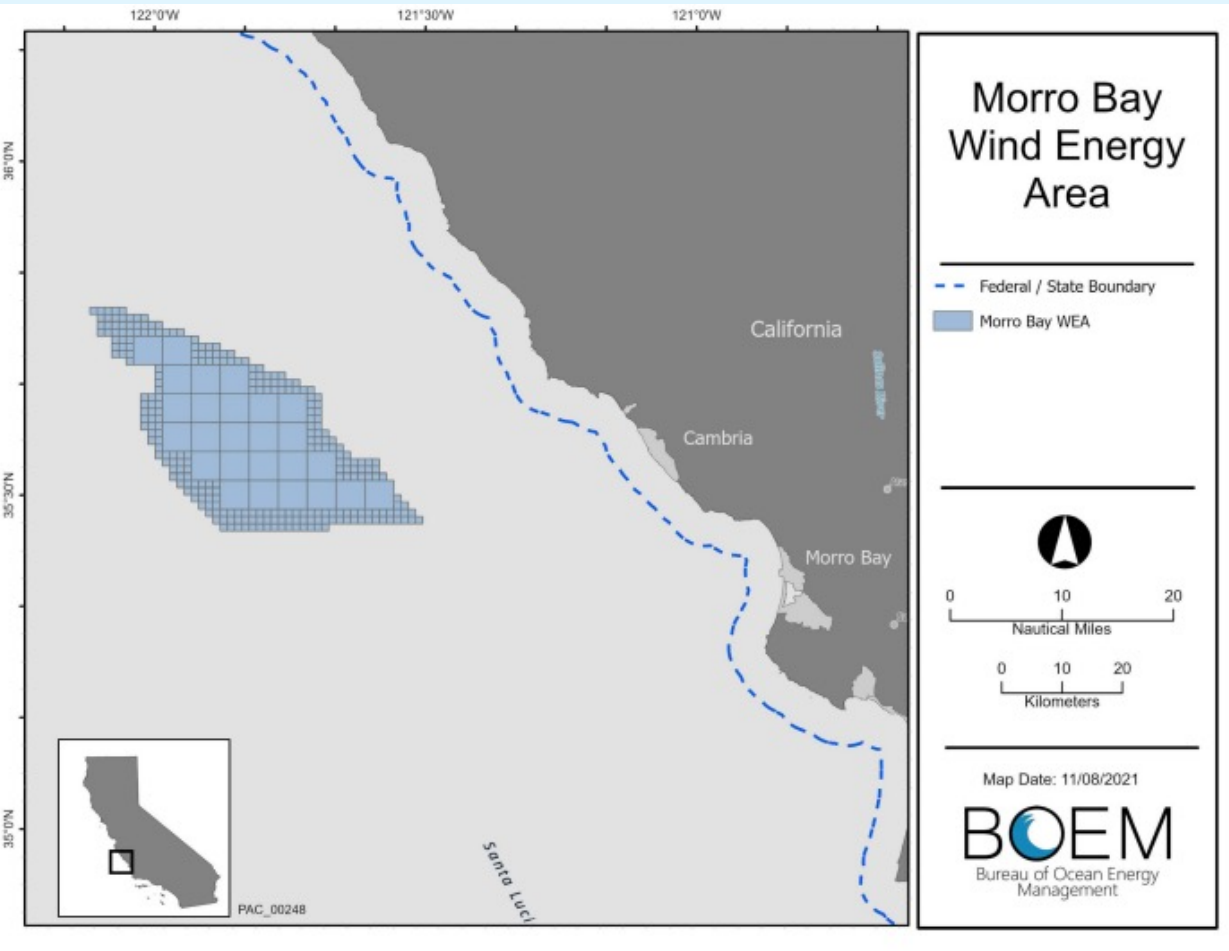 122°0'W
121°30'W
121°0'W
36°0'N
35°30'N
35°0'N
California
Salinas River
Cambria
Morro Bay
Santa Luci
PAC_00248
Morro Bay
Wind Energy
Area
Federal / State Boundary
Morro Bay WEA
0 10 20
Nautical Miles
0 10 20
Kilometers
Map Date: 11/08/2021
BOEM
Bureau of Ocean Energy
Management